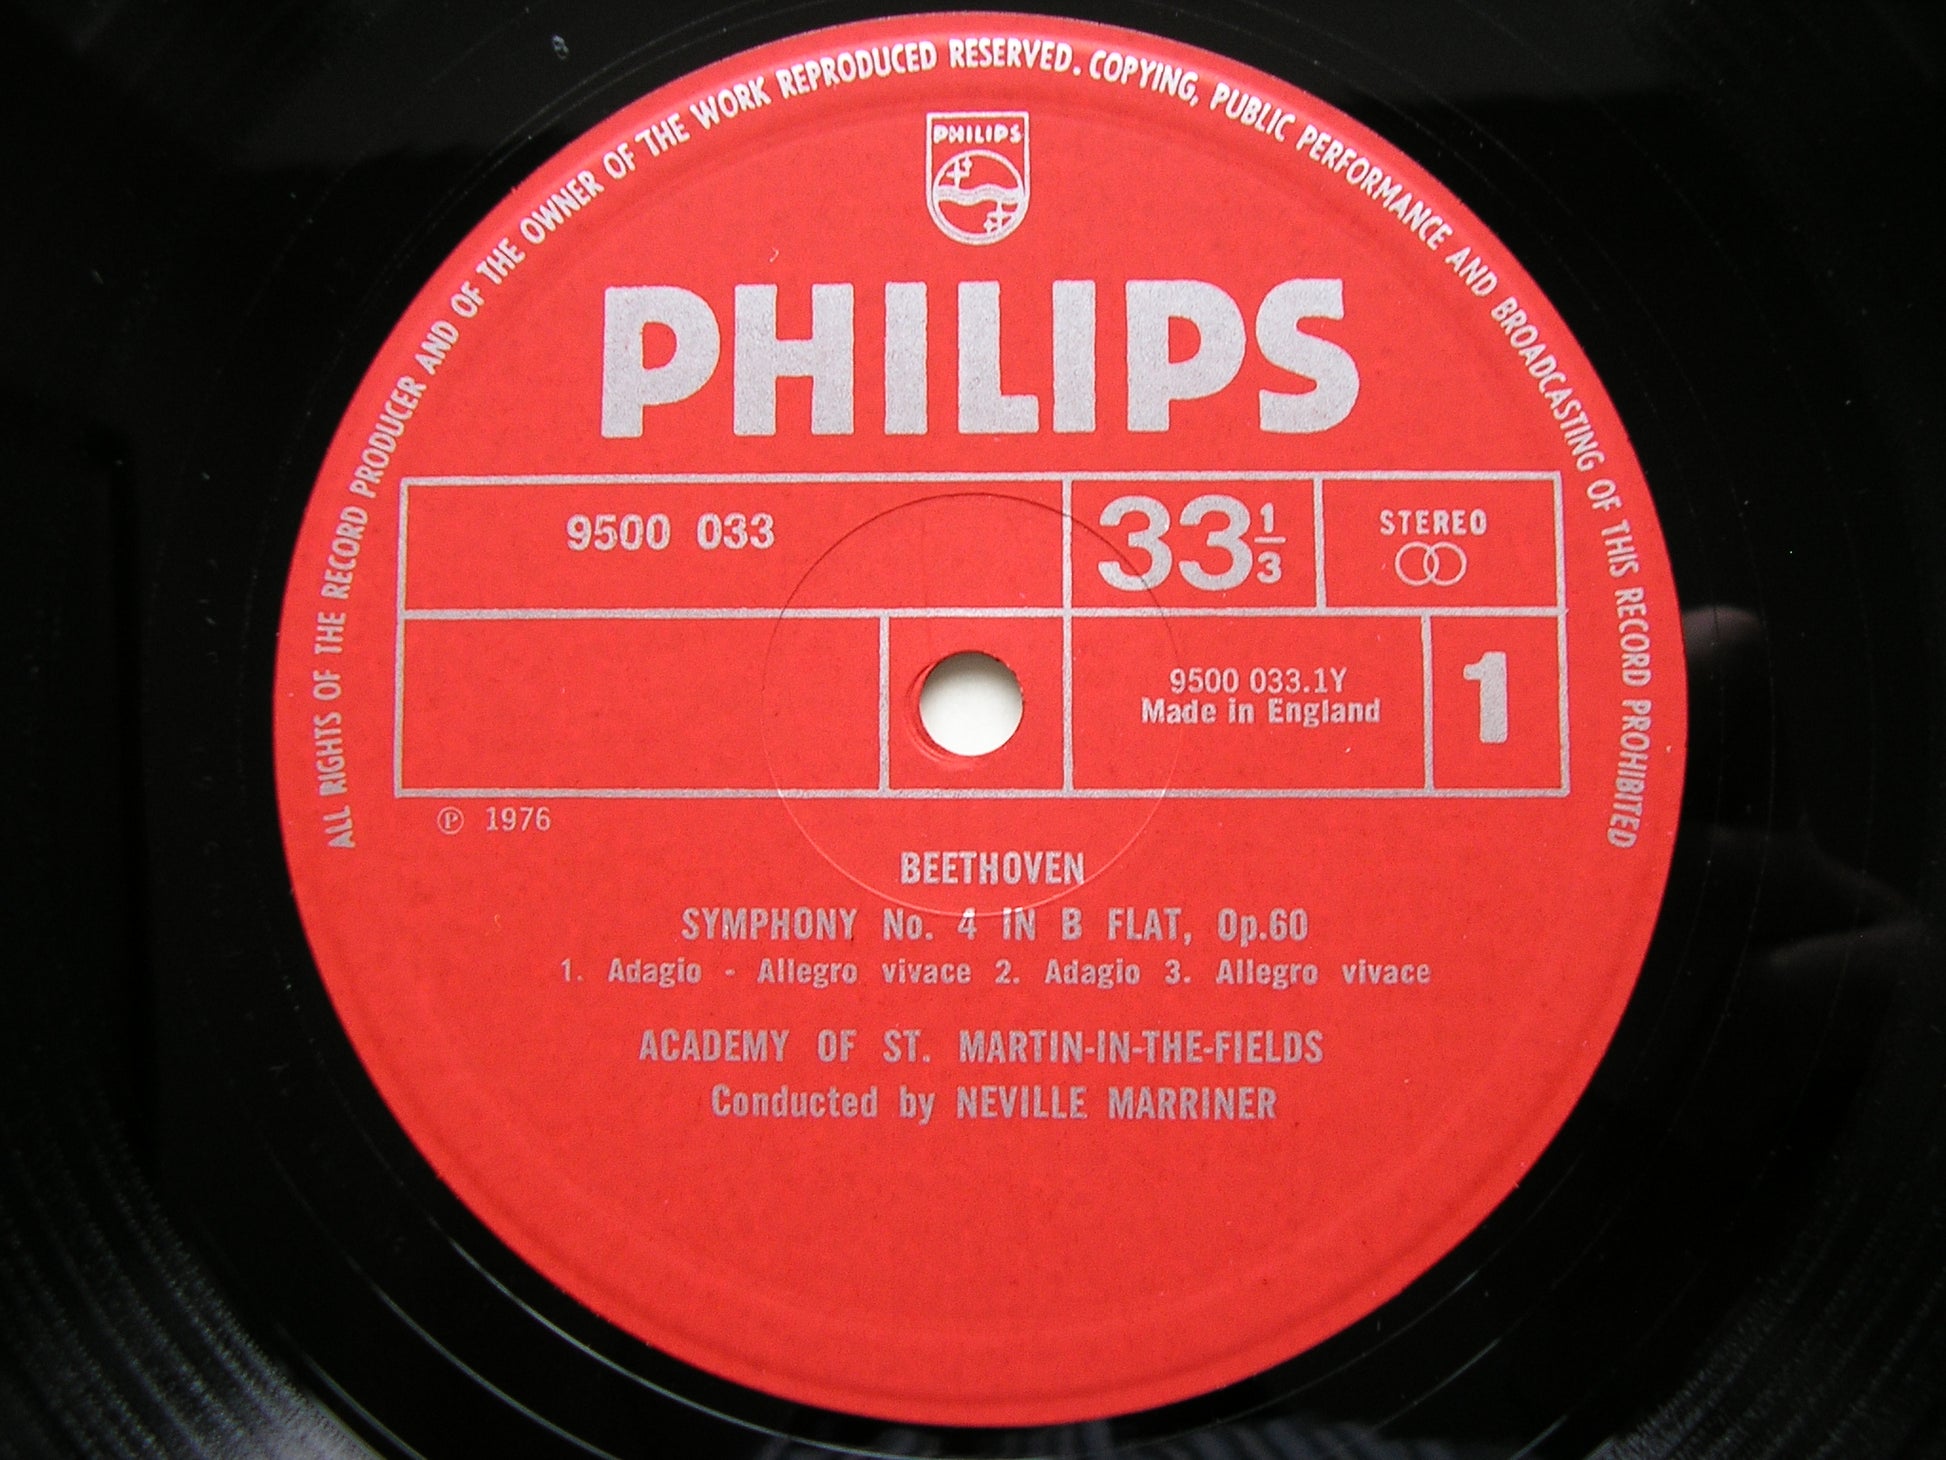 ALL RIGHTS OF THE RECORD PRODUCER AND OF THE OWNER OF THE WORK REPRODUCED RESERVED. COPYING, PUBLIC PERFORMANCE AND BROADCASTING OF THIS RECORD PROHIBITED
PHILIPS
PHILIPS
9500 033
33 1/3
STEREO
9500 033.1Y
Made in England
1
℗ 1976
BEETHOVEN
SYMPHONY No. 4 IN B FLAT, Op.60
1. Adagio - Allegro vivace 2. Adagio 3. Allegro vivace
ACADEMY OF ST. MARTIN-IN-THE-FIELDS
Conducted by NEVILLE MARRINER